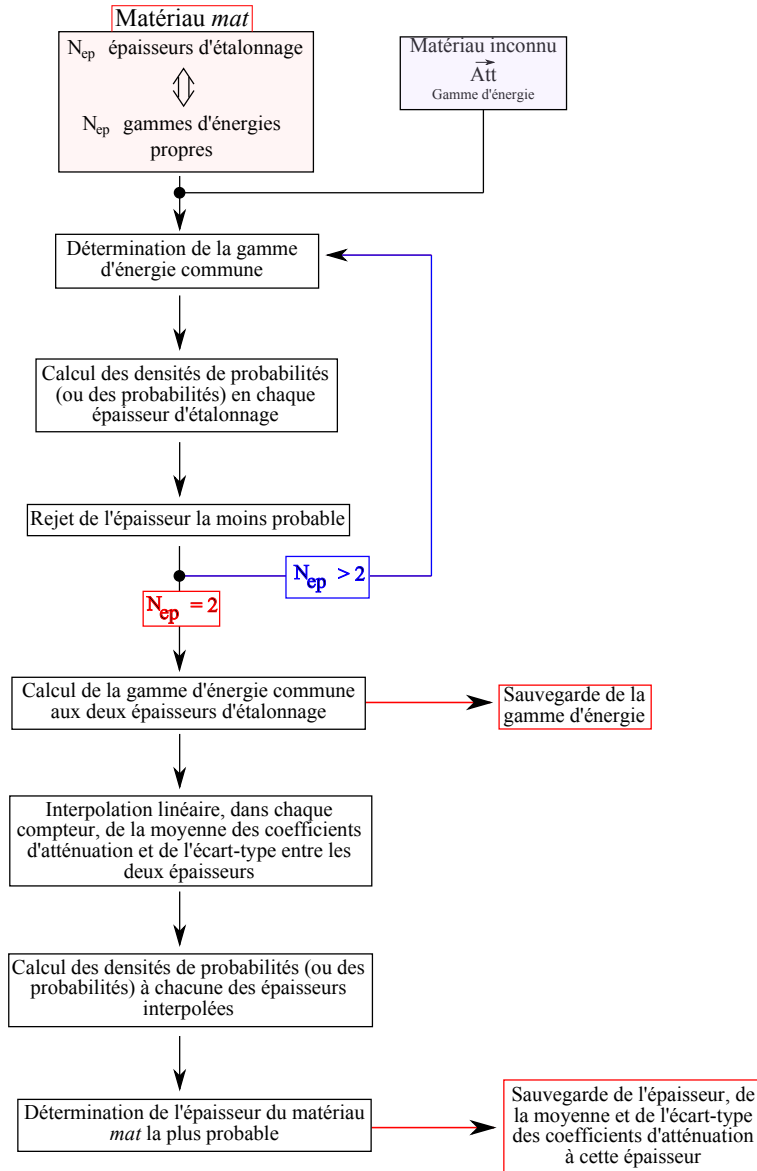 Matériau mat
N_ep épaisseurs d'étalonnage
N_ep gammes d'énergies
propres
Matériau inconnu
Att
Gamme d'énergie
Détermination de la gamme
d'énergie commune
Calcul des densités de probabilités
(ou des probabilités) en chaque
épaisseur d'étalonnage
Rejet de l'épaisseur la moins probable
N_ep > 2
N_ep = 2
Calcul de la gamme d'énergie commune
aux deux épaisseurs d'étalonnage
Sauvegarde de la
gamme d'énergie
Interpolation linéaire, dans chaque
compteur, de la moyenne des coefficients
d'atténuation et de l'écart-type entre les
deux épaisseurs
Calcul des densités de probabilités (ou des
probabilités) à chacune des épaisseurs
interpolées
Détermination de l'épaisseur du matériau
mat la plus probable
Sauvegarde de l'épaisseur, de
la moyenne et de l'écart-type
des coefficients d'atténuation
à cette épaisseur